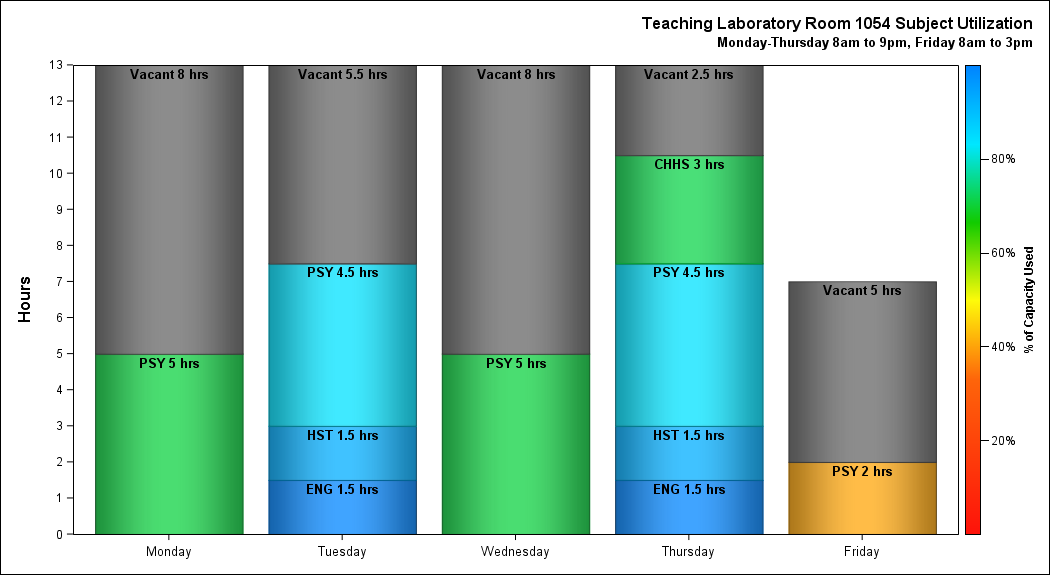 Teaching Laboratory Room 1054 Subject Utilization
Monday-Thursday 8am to 9pm, Friday 8am to 3pm
Hours
13
12
11
10
9
8
7
6
5
4
3
2
1
0
Vacant 8 hrs
PSY 5 hrs
Vacant 5.5 hrs
PSY 4.5 hrs
HST 1.5 hrs
ENG 1.5 hrs
Vacant 8 hrs
PSY 5 hrs
Vacant 2.5 hrs
CHHS 3 hrs
PSY 4.5 hrs
HST 1.5 hrs
ENG 1.5 hrs
Vacant 5 hrs
PSY 2 hrs
Monday
Tuesday
Wednesday
Thursday
Friday
80%
60%
40%
20%
% of Capacity Used